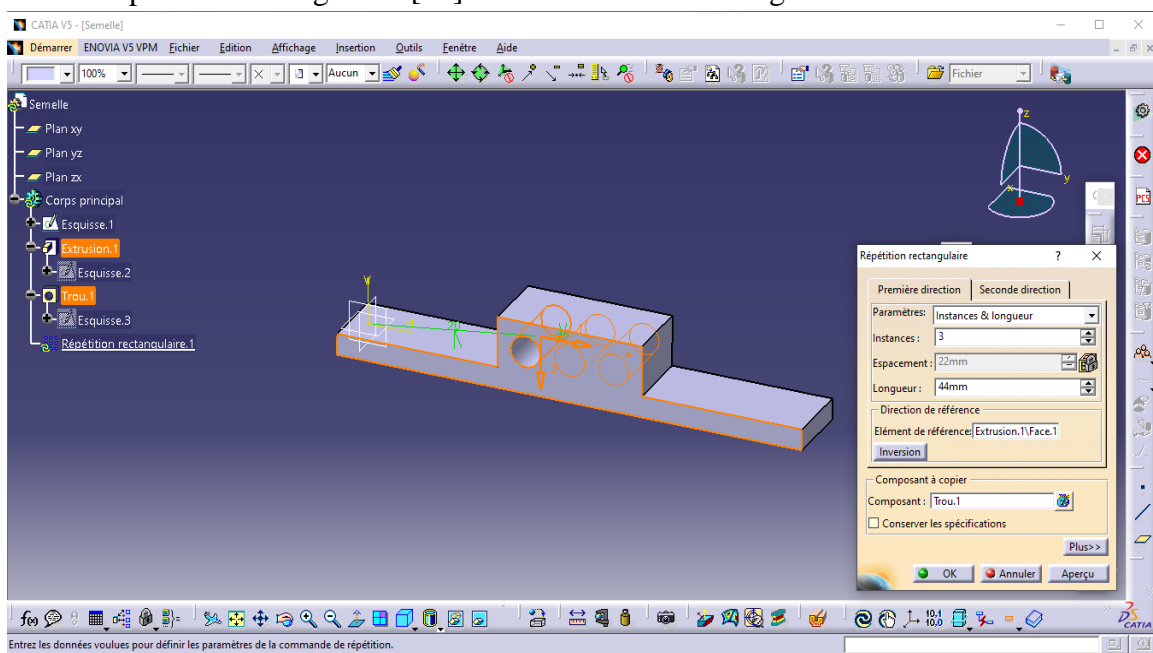 CATIA V5 - [Semelle]
Démarrer ENOVIA V5 VPM Fichier Edition Affichage Insertion Outils Fenêtre Aide
100% Aucun Fichier
Semelle
Plan xy
Plan yz
Plan zx
Corps principal
Esquisse.1
Extrusion.1
Esquisse.2
Trou.1
Esquisse.3
Répétition rectangulaire.1
z
y
x
PCS
Répétition rectangulaire ? X
Première direction Seconde direction
Paramètres: Instances & longueur
Instances : 3
Espacement : 22mm
Longueur : 44mm
Direction de référence
Elément de référence: Extrusion.1\Face.1
Inversion
Composant à copier
Composant : Trou.1
Conserver les spécifications
Plus>>
OK Annuler Aperçu
CATIA
Entrez les données voulues pour définir les paramètres de la commande de répétition.